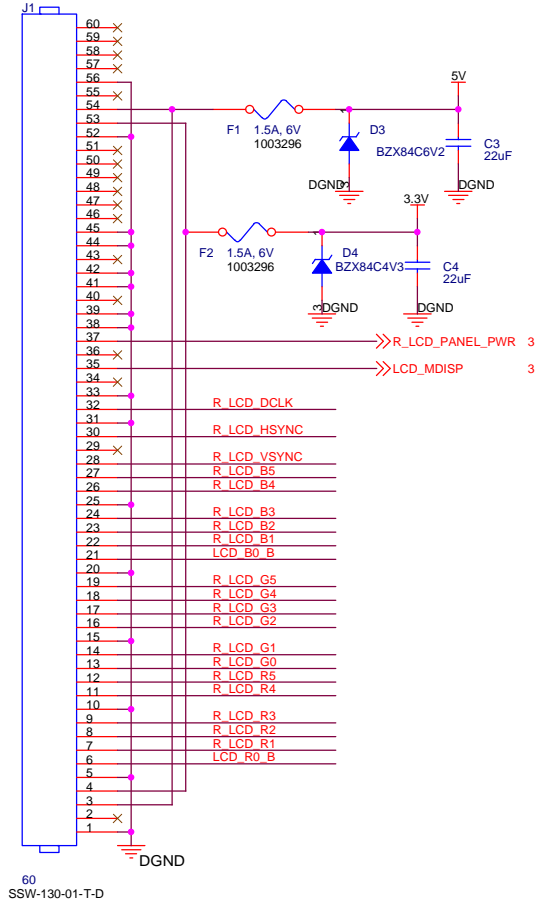 J1
60
59
58
57
56
55
54
53
52
51
50
49
48
47
46
45
44
43
42
41
40
39
38
37
36
35
34
33
32
31
30
29
28
27
26
25
24
23
22
21
20
19
18
17
16
15
14
13
12
11
10
9
8
7
6
5
4
3
2
1
5V
F1 1.5A, 6V
1003296
1
D3
BZX84C6V2
3
C3
22uF
DGND
DGND
3.3V
F2 1.5A, 6V
1003296
1
D4
BZX84C4V3
3
C4
22uF
DGND
DGND
R_LCD_PANEL_PWR 3
LCD_MDISP 3
R_LCD_DCLK
R_LCD_HSYNC
R_LCD_VSYNC
R_LCD_B5
R_LCD_B4
R_LCD_B3
R_LCD_B2
R_LCD_B1
LCD_B0_B
R_LCD_G5
R_LCD_G4
R_LCD_G3
R_LCD_G2
R_LCD_G1
R_LCD_G0
R_LCD_R5
R_LCD_R4
R_LCD_R3
R_LCD_R2
R_LCD_R1
LCD_R0_B
DGND
60
SSW-130-01-T-D